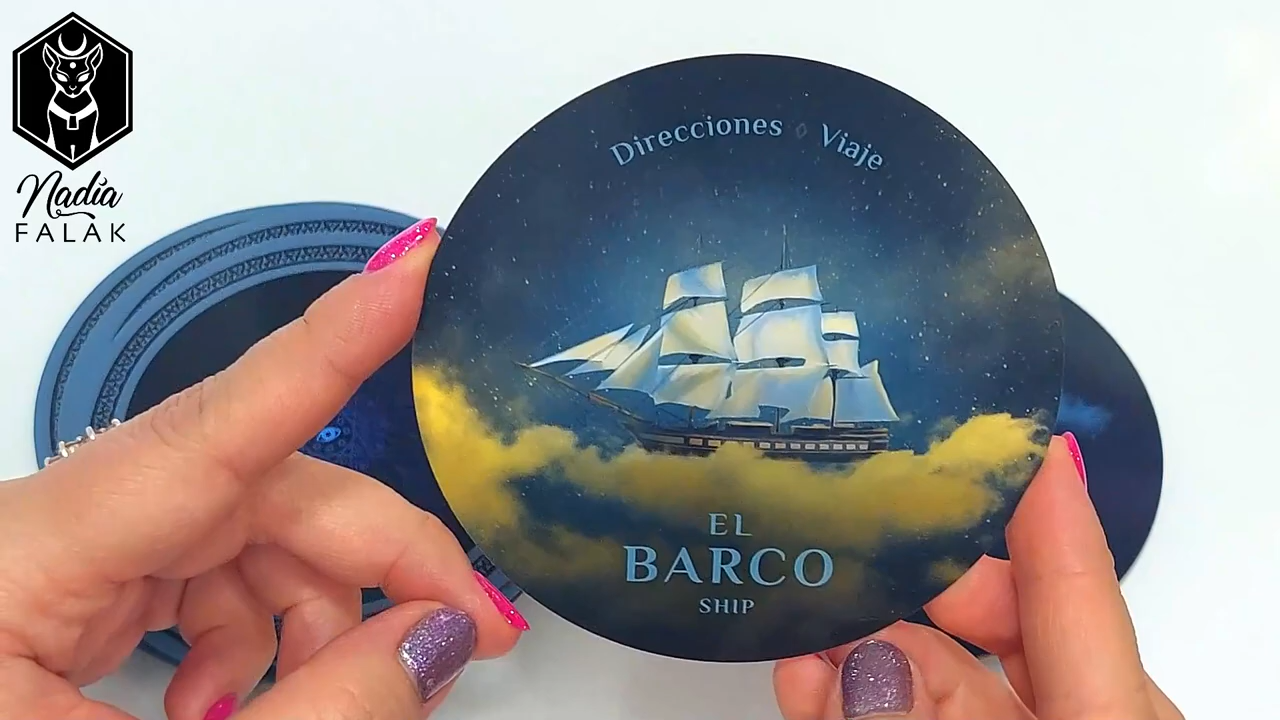 Nadia
FALAK
Direcciones ◊ Viaje
EL
BARCO
SHIP